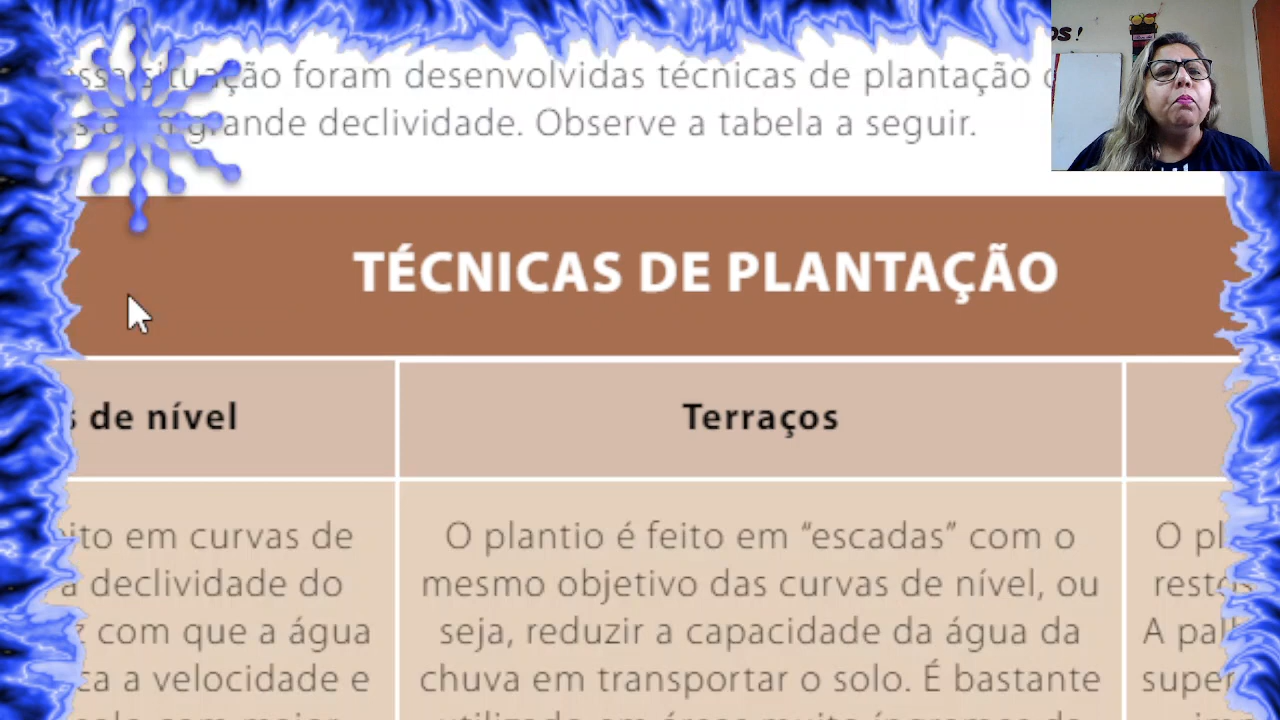 situação foram desenvolvidas técnicas de plantação
grande declividade. Observe a tabela a seguir.
TÉCNICAS DE PLANTAÇÃO
de nível
Terraços
em curvas de
a declividade do
com que a água
a velocidade e
O plantio é feito em “escadas” com o
mesmo objetivo das curvas de nível, ou
seja, reduzir a capacidade da água da
chuva em transportar o solo. É bastante
O
A